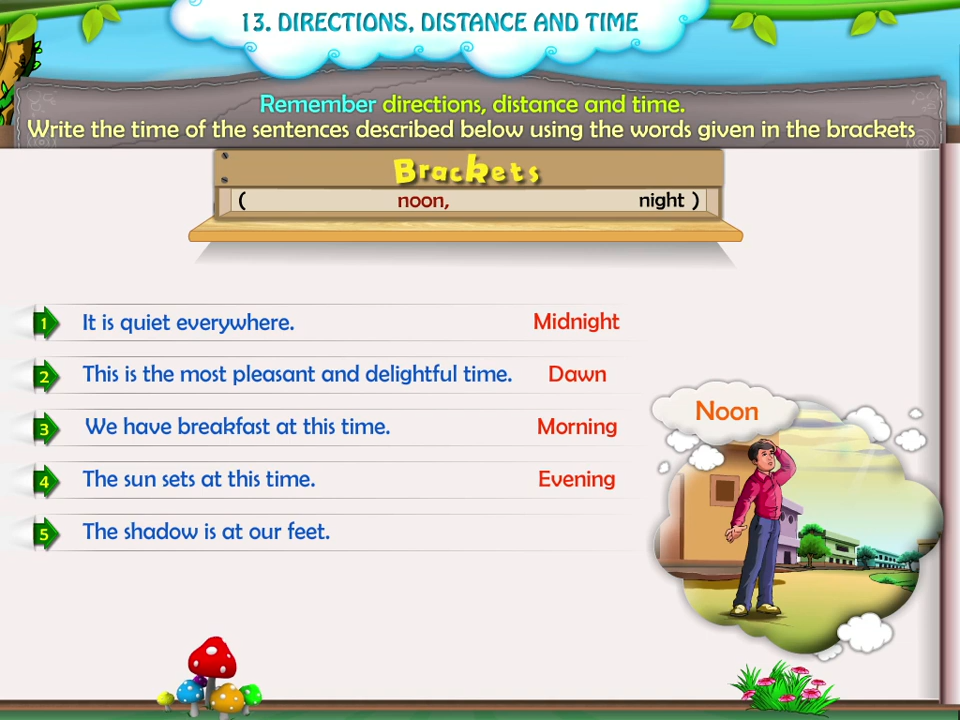 13. DIRECTIONS, DISTANCE AND TIME
Remember directions, distance and time.
Write the time of the sentences described below using the words given in the brackets
Brackets
( noon, night )
1 It is quiet everywhere. Midnight
2 This is the most pleasant and delightful time. Dawn
3 We have breakfast at this time. Morning
4 The sun sets at this time. Evening
5 The shadow is at our feet.
Noon